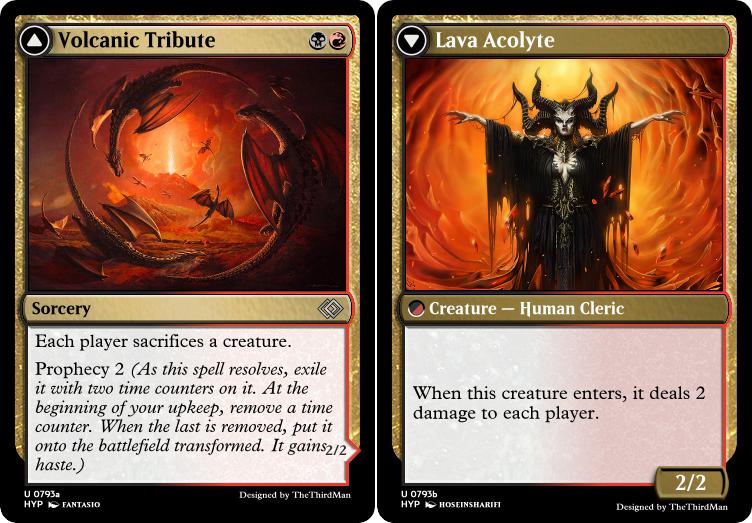 Volcanic Tribute
Sorcery
Each player sacrifices a creature.
Prophecy 2 (As this spell resolves, exile
it with two time counters on it. At the
beginning of your upkeep, remove a time
counter. When the last is removed, put it
onto the battlefield transformed. It gains
haste.)
2/2
U 0793a
HYP FANTASIO
Designed by TheThirdMan
Lava Acolyte
Creature — Human Cleric
When this creature enters, it deals 2
damage to each player.
2/2
U 0793b
HYP HOSEINSHARIFI
Designed by TheThirdMan